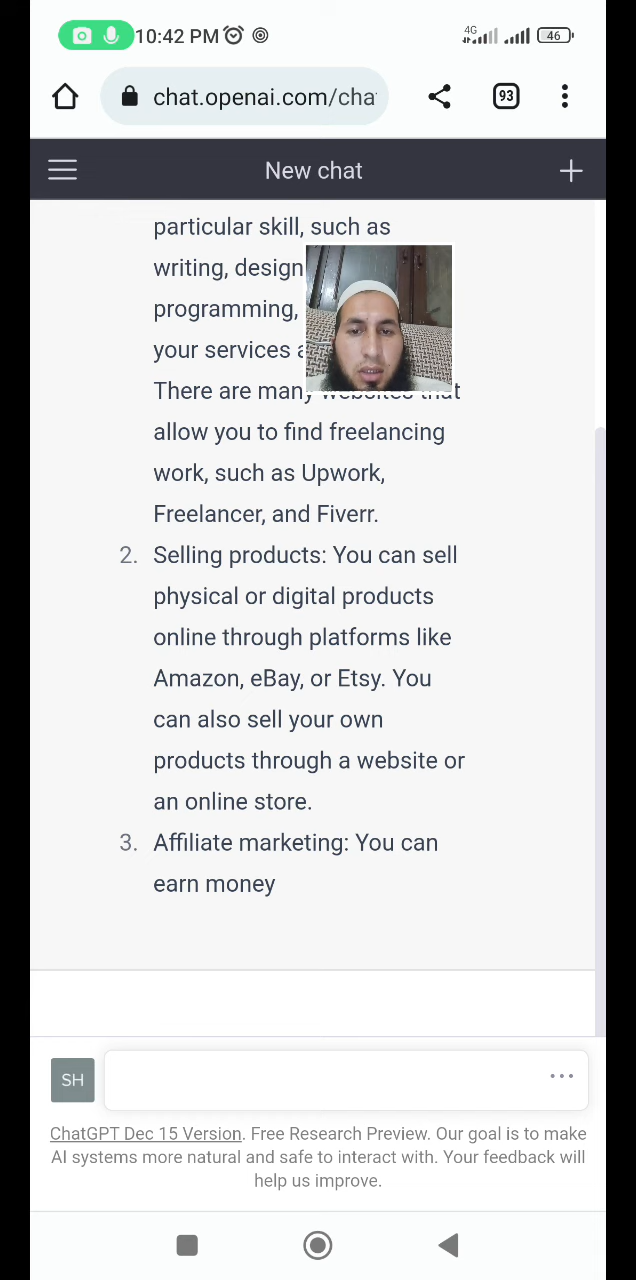 10:42 PM
4G
46
chat.openai.com/cha
93
New chat
particular skill, such as
writing, design
programming,
your services
There are many websites that
allow you to find freelancing
work, such as Upwork,
Freelancer, and Fiverr.
2. Selling products: You can sell
physical or digital products
online through platforms like
Amazon, eBay, or Etsy. You
can also sell your own
products through a website or
an online store.
3. Affiliate marketing: You can
earn money
SH
ChatGPT Dec 15 Version. Free Research Preview. Our goal is to make
AI systems more natural and safe to interact with. Your feedback will
help us improve.